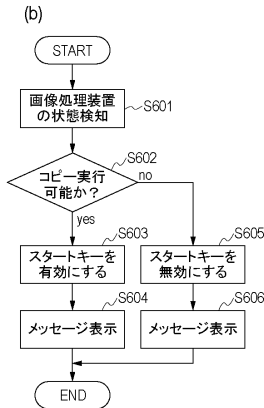 (b)
START
画像処理装置
の状態検知
S601
コピー実行
可能か？
S602
no
yes
スタートキーを
有効にする
S603
スタートキーを
無効にする
S605
メッセージ表示
S604
メッセージ表示
S606
END